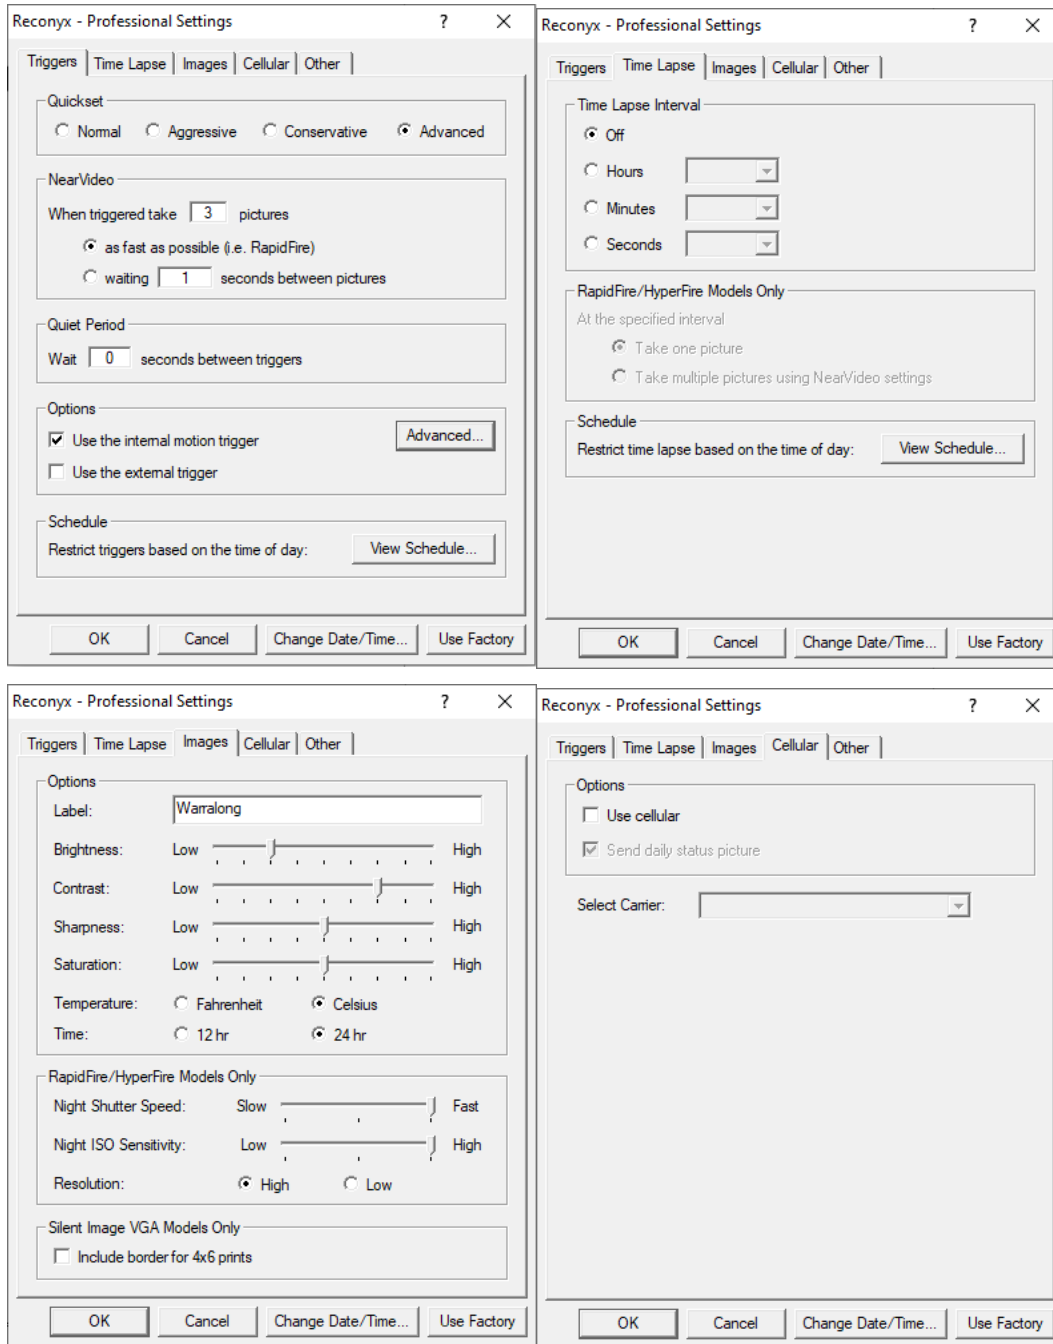 Reconyx - Professional Settings ? X
Triggers Time Lapse Images Cellular Other
Quickset
Normal Aggressive Conservative Advanced
NearVideo
When triggered take 3 pictures
as fast as possible (i.e. RapidFire)
waiting 1 seconds between pictures
Quiet Period
Wait 0 seconds between triggers
Options
Use the internal motion trigger Advanced...
Use the external trigger
Schedule
Restrict triggers based on the time of day: View Schedule...
OK Cancel Change Date/Time... Use Factory
Reconyx - Professional Settings ? X
Triggers Time Lapse Images Cellular Other
Time Lapse Interval
Off
Hours
Minutes
Seconds
RapidFire/HyperFire Models Only
At the specified interval
Take one picture
Take multiple pictures using NearVideo settings
Schedule
Restrict time lapse based on the time of day: View Schedule...
OK Cancel Change Date/Time... Use Factory
Reconyx - Professional Settings ? X
Triggers Time Lapse Images Cellular Other
Options
Label: Warralong
Brightness: Low High
Contrast: Low High
Sharpness: Low High
Saturation: Low High
Temperature: Fahrenheit Celsius
Time: 12 hr 24 hr
RapidFire/HyperFire Models Only
Night Shutter Speed: Slow Fast
Night ISO Sensitivity: Low High
Resolution: High Low
Silent Image VGA Models Only
Include border for 4x6 prints
OK Cancel Change Date/Time... Use Factory
Reconyx - Professional Settings ? X
Triggers Time Lapse Images Cellular Other
Options
Use cellular
Send daily status picture
Select Carrier:
OK Cancel Change Date/Time... Use Factory